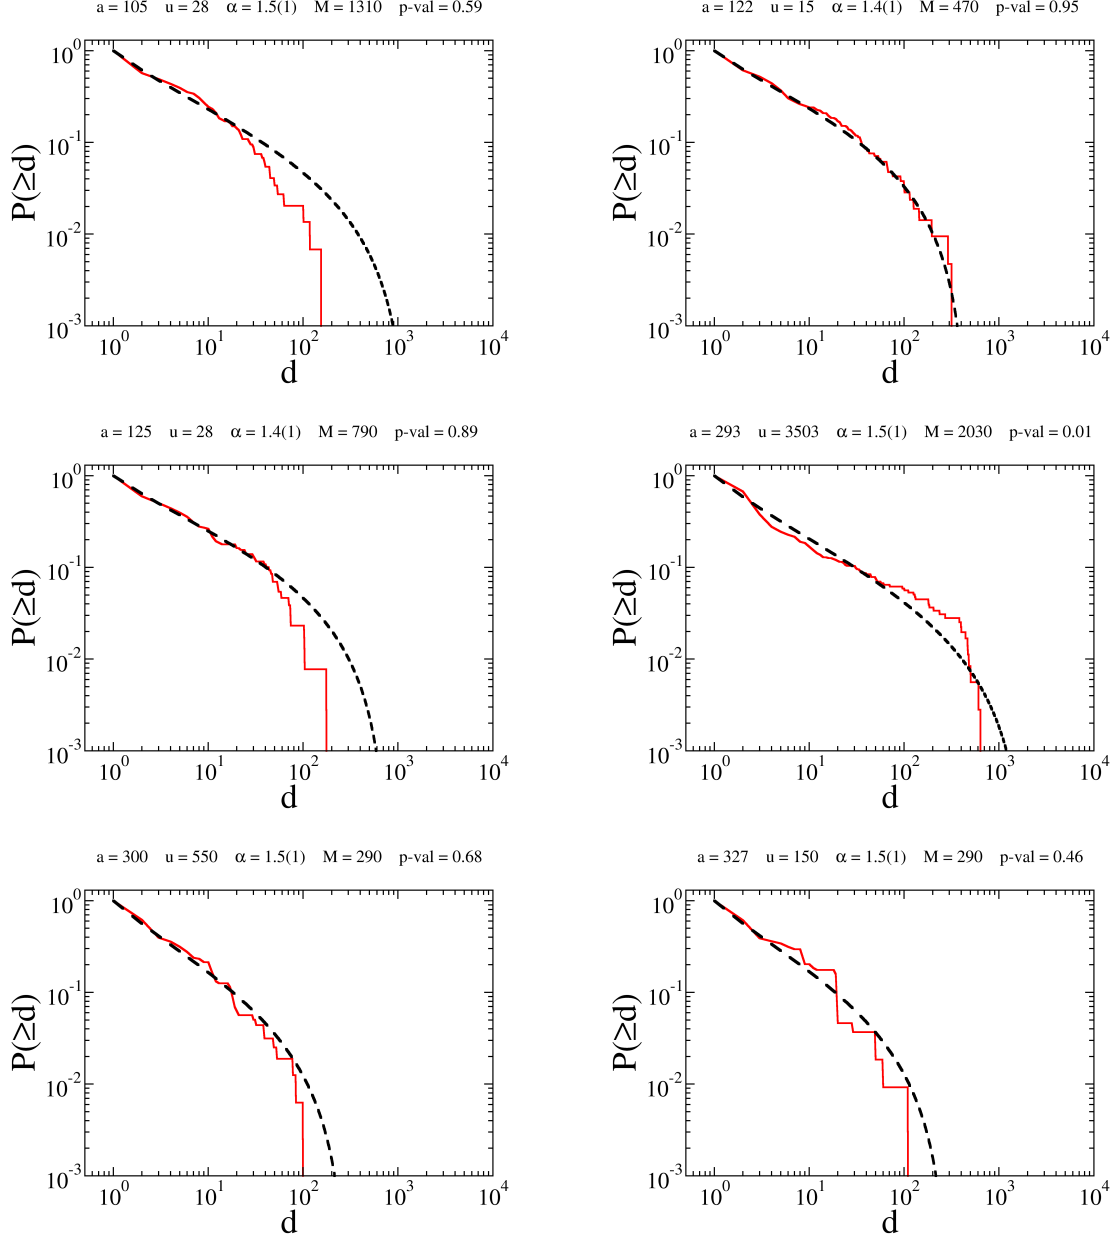 a = 105 u = 28 α = 1.5(1) M = 1310 p-val = 0.59
10^0
10^-1
10^-2
10^-3
P(≥d)
10^0 10^1 10^2 10^3 10^4
d
a = 122 u = 15 α = 1.4(1) M = 470 p-val = 0.95
10^0
10^-1
10^-2
10^-3
P(≥d)
10^0 10^1 10^2 10^3 10^4
d
a = 125 u = 28 α = 1.4(1) M = 790 p-val = 0.89
10^0
10^-1
10^-2
10^-3
P(≥d)
10^0 10^1 10^2 10^3 10^4
d
a = 293 u = 3503 α = 1.5(1) M = 2030 p-val = 0.01
10^0
10^-1
10^-2
10^-3
P(≥d)
10^0 10^1 10^2 10^3 10^4
d
a = 300 u = 550 α = 1.5(1) M = 290 p-val = 0.68
10^0
10^-1
10^-2
10^-3
P(≥d)
10^0 10^1 10^2 10^3 10^4
d
a = 327 u = 150 α = 1.5(1) M = 290 p-val = 0.46
10^0
10^-1
10^-2
10^-3
P(≥d)
10^0 10^1 10^2 10^3 10^4
d